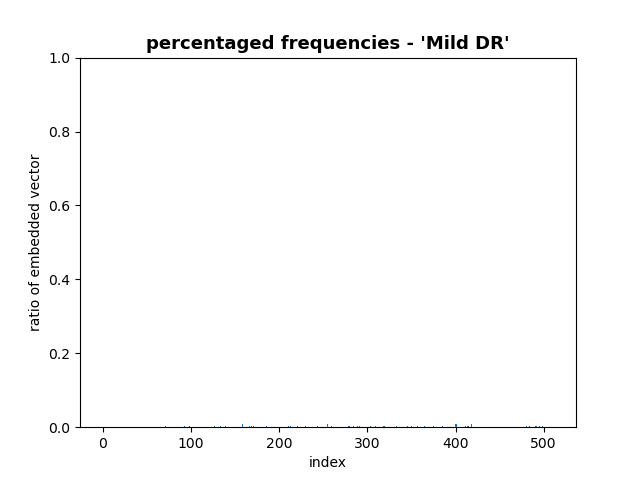 percentaged frequencies - 'Mild DR'
ratio of embedded vector
1.0
0.8
0.6
0.4
0.2
0.0
0 100 200 300 400 500
index